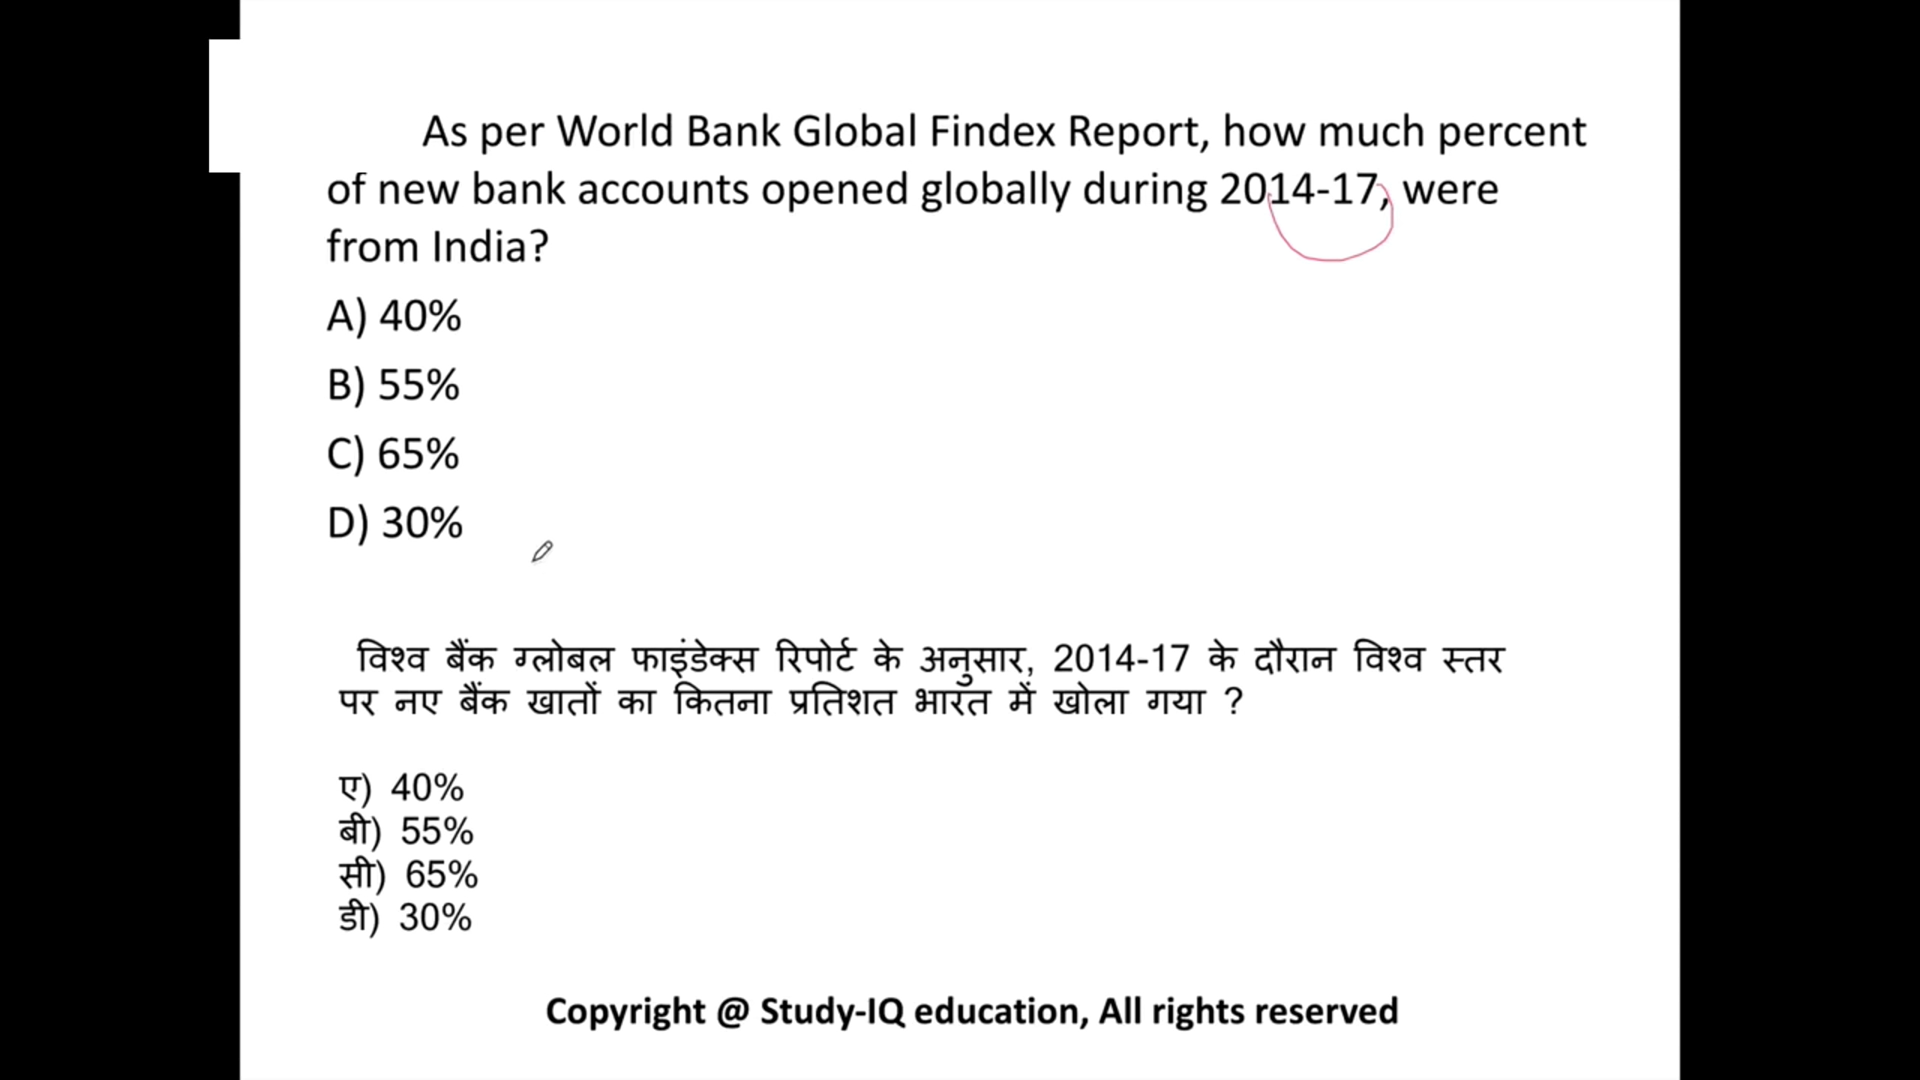 As per World Bank Global Findex Report, how much percent
of new bank accounts opened globally during 2014-17, were
from India?
A) 40%
B) 55%
C) 65%
D) 30%
विश्व बैंक ग्लोबल फाइंडेक्स रिपोर्ट के अनुसार, 2014-17 के दौरान विश्व स्तर
पर नए बैंक खातों का कितना प्रतिशत भारत में खोला गया ?
ए) 40%
बी) 55%
सी) 65%
डी) 30%
Copyright @ Study-IQ education, All rights reserved